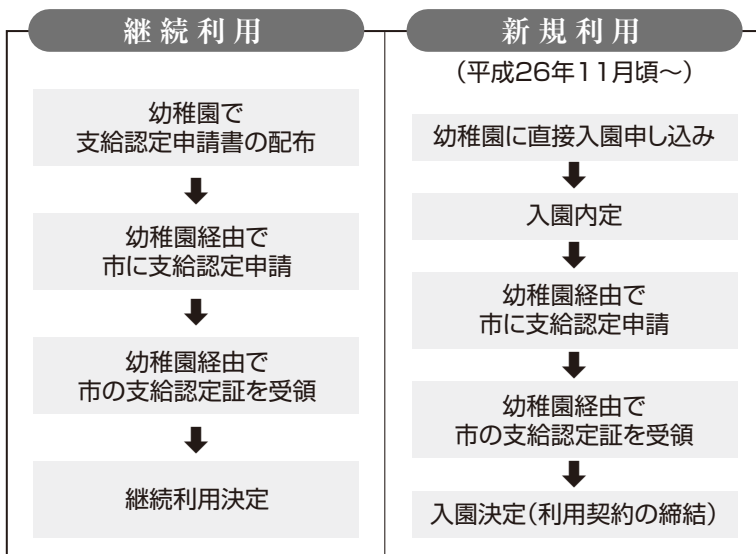 継続利用
幼稚園で
支給認定申請書の配布
幼稚園経由で
市に支給認定申請
幼稚園経由で
市の支給認定証を受領
継続利用決定
新規利用
（平成26年11月頃～）
幼稚園に直接入園申し込み
入園内定
幼稚園経由で
市に支給認定申請
幼稚園経由で
市の支給認定証を受領
入園決定（利用契約の締結）